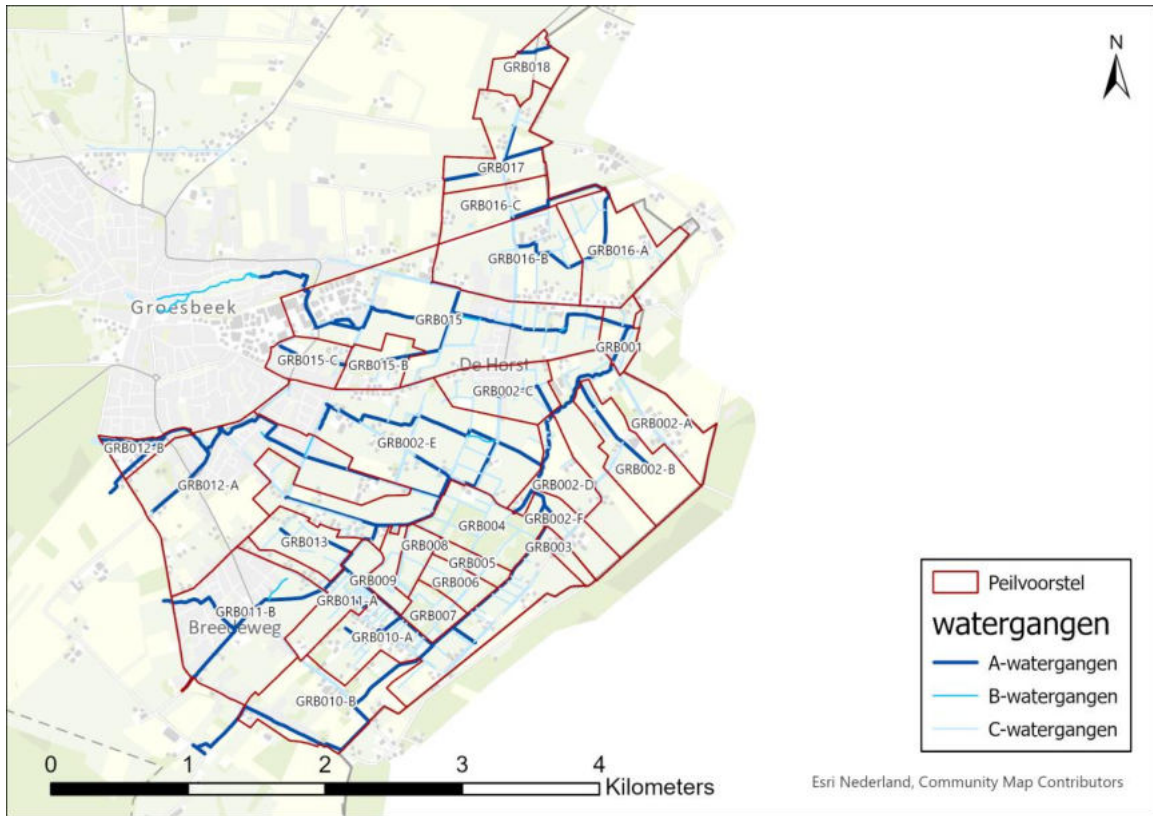 N
GRB018
GRB017
GRB016-C
GRB016-A
GRB016-B
Groesbeek
GRB015
GRB001
GRB015-C
GRB015-B
De Horst
GRB002-C
GRB002-A
GRB002-E
GRB012-B
GRB002-B
GRB012-A
GRB002-D
GRB002-F
GRB004
GRB013
GRB008
GRB003
GRB005
GRB009
GRB006
GRB011-A
GRB011-B
GRB007
Breedeweg
GRB010-A
GRB010-B
Peilvoorstel
watergangen
A-watergangen
B-watergangen
C-watergangen
0 1 2 3 4
Kilometers
Esri Nederland, Community Map Contributors